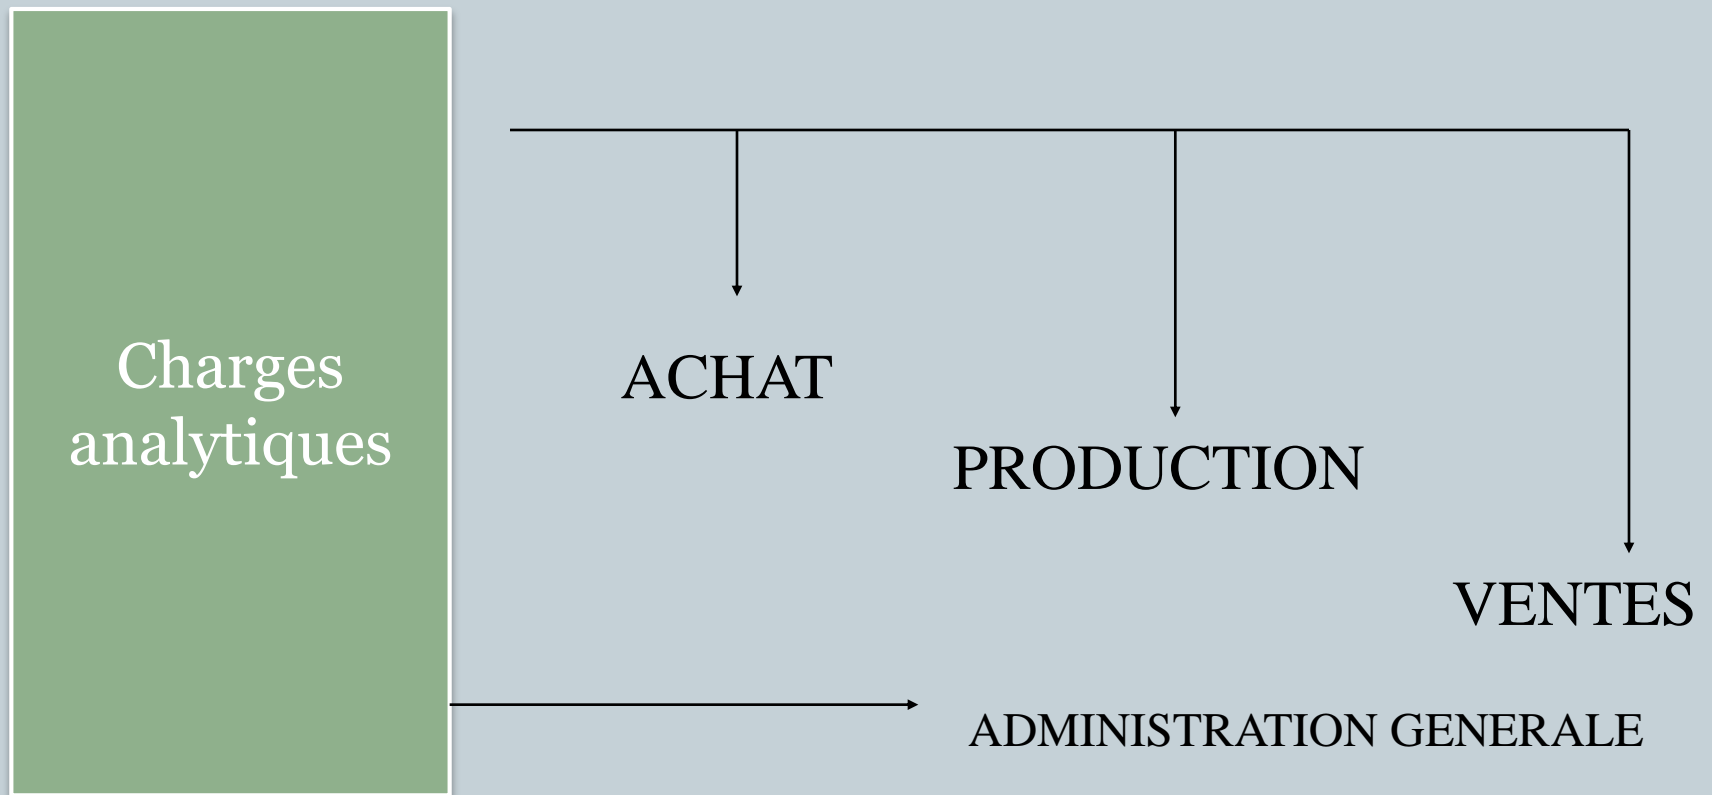 Charges
analytiques
ACHAT
PRODUCTION
VENTES
ADMINISTRATION GENERALE